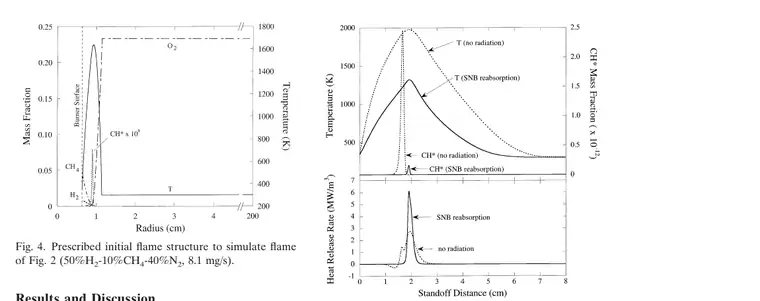 0.25
0.20
0.15
0.10
0.05
0
Mass Fraction
Burner Surface
CH4
H2
O2
CH* x 10⁹
T
1800
1600
1400
1200
1000
800
600
400
200
Temperature (K)
0 1 2 3 4 200
Radius (cm)
Fig. 4. Prescribed initial flame structure to simulate flame
of Fig. 2 (50%H2-10%CH4-40%N2, 8.1 mg/s).
Results and Discussion
2000
1500
1000
500
Temperature (K)
T (no radiation)
T (SNB reabsorption)
CH* (no radiation)
CH* (SNB reabsorption)
2.5
2.0
1.5
1.0
0.5
0
CH* Mass Fraction ( x 10⁻¹²)
7
6
5
4
3
2
1
0
-1
Heat Release Rate (MW/m³)
SNB reabsorption
no radiation
0 1 2 3 4 5 6 7 8
Standoff Distance (cm)